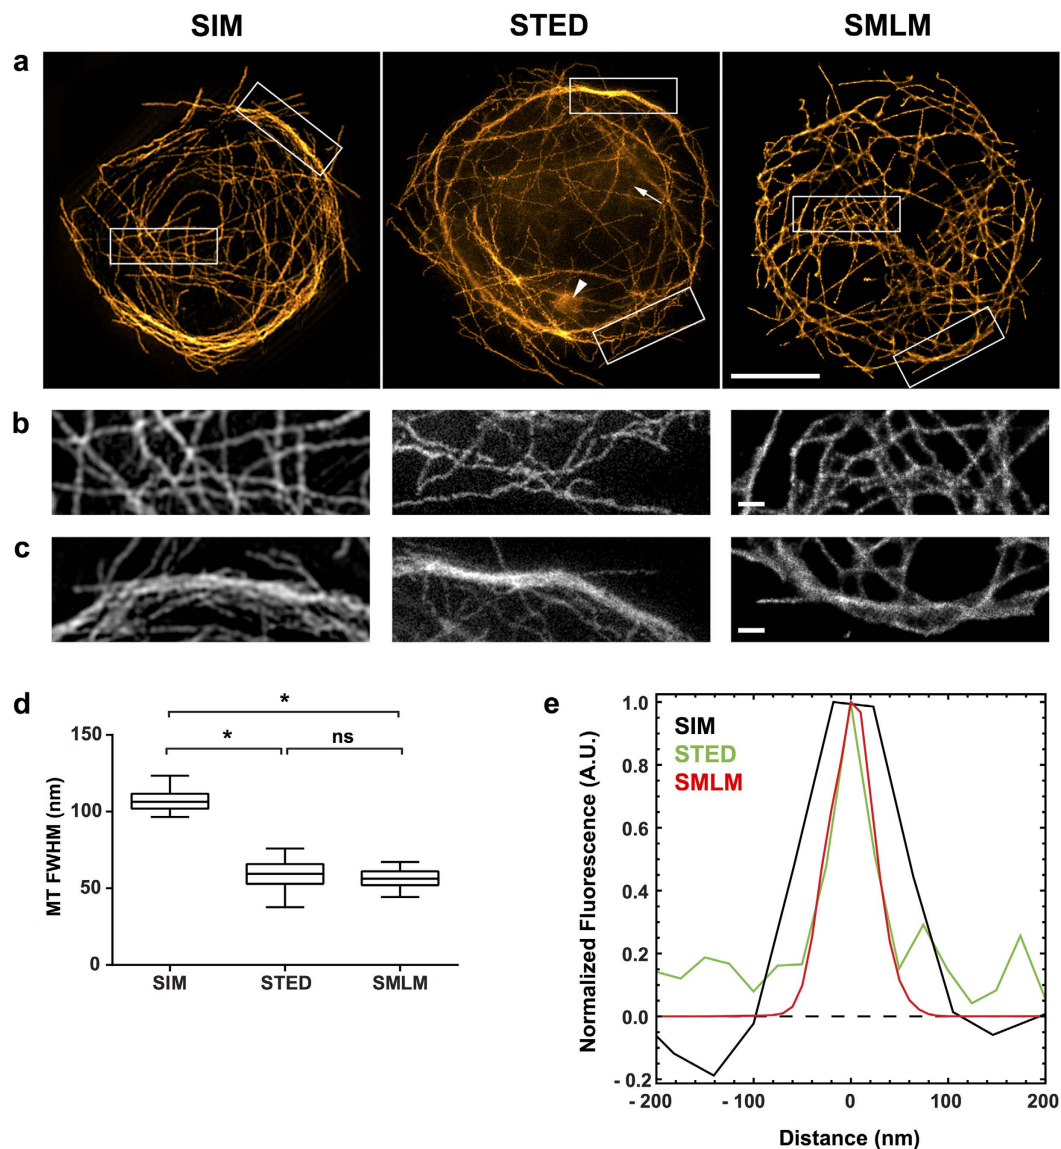 SIM STED SMLM
a
b
c
d
*
* ns
MT FWHM (nm)
150
100
50
0
SIM STED SMLM
e
SIM
STED
SMLM
Normalized Fluorescence (A.U.)
1.0
0.8
0.6
0.4
0.2
0.0
- 0.2
- 200 - 100 0 100 200
Distance (nm)